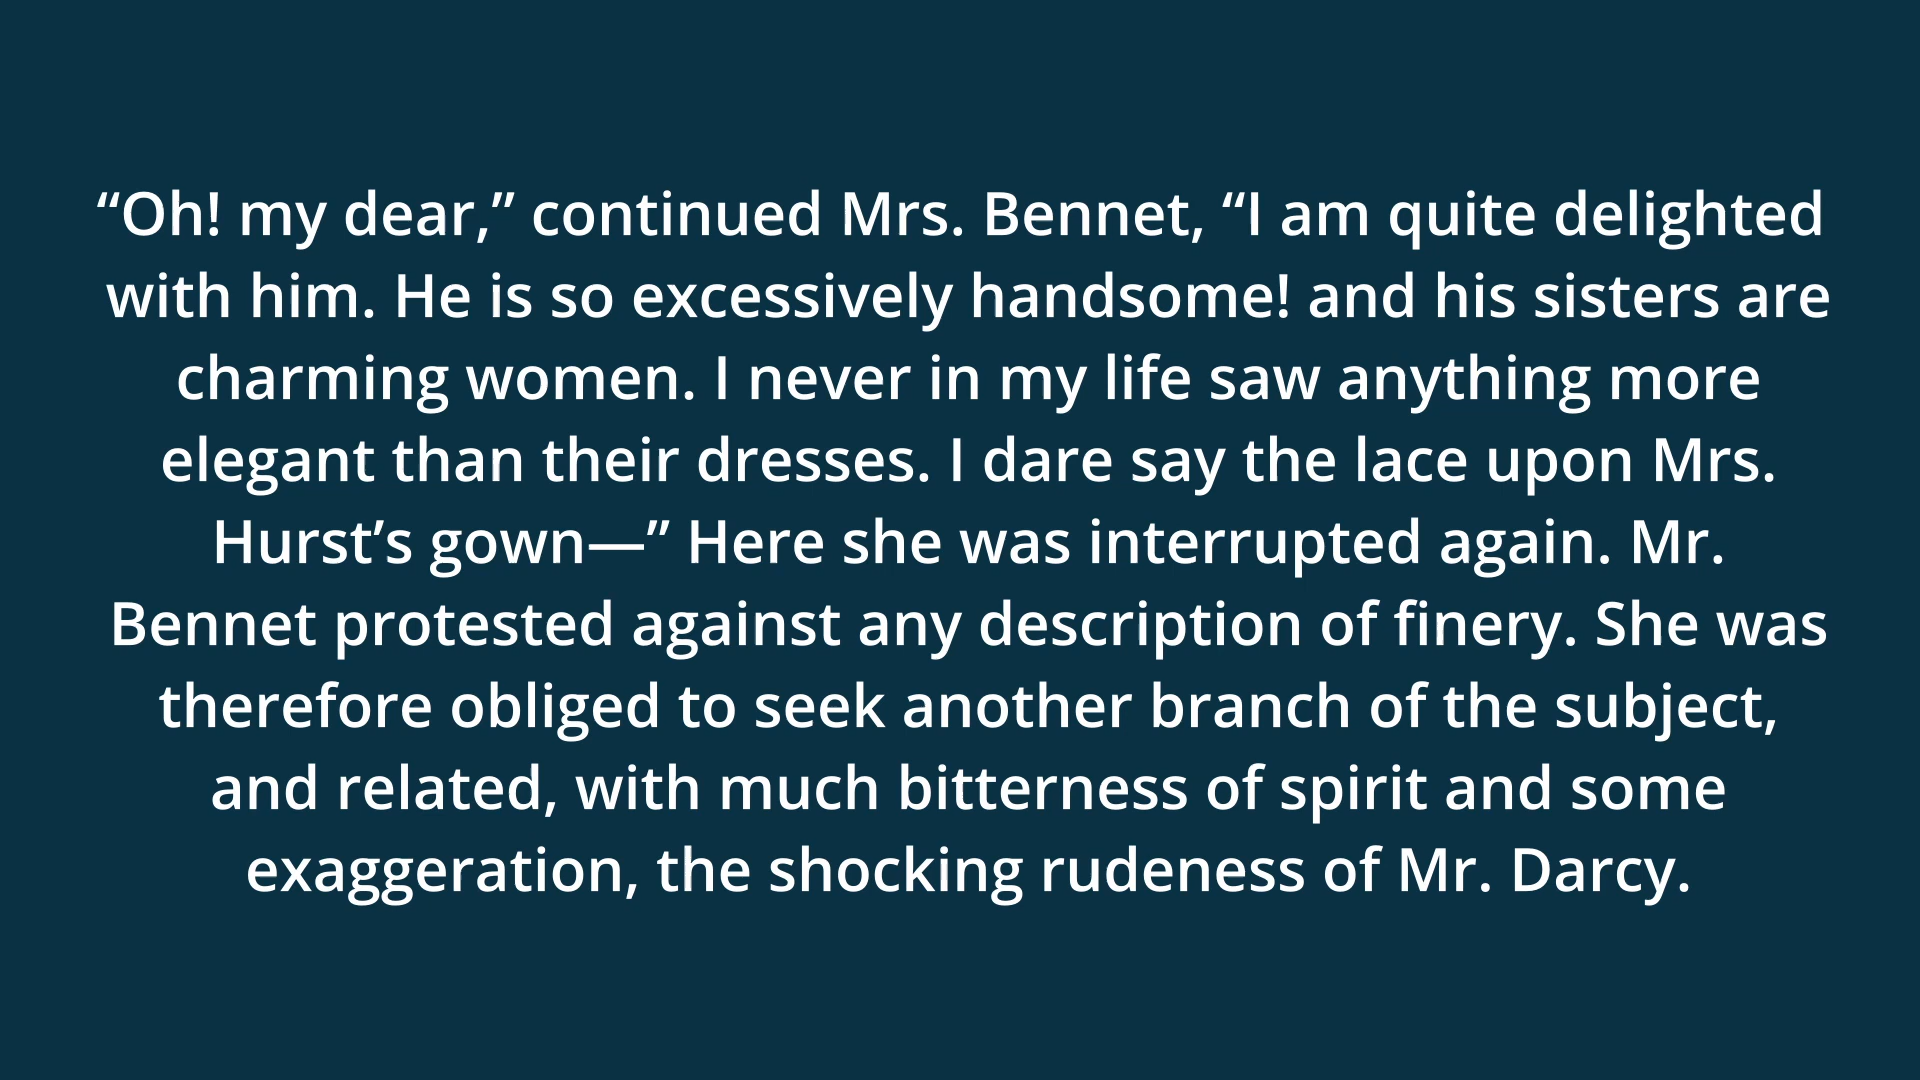 “Oh! my dear,” continued Mrs. Bennet, “I am quite delighted
with him. He is so excessively handsome! and his sisters are
charming women. I never in my life saw anything more
elegant than their dresses. I dare say the lace upon Mrs.
Hurst’s gown—” Here she was interrupted again. Mr.
Bennet protested against any description of finery. She was
therefore obliged to seek another branch of the subject,
and related, with much bitterness of spirit and some
exaggeration, the shocking rudeness of Mr. Darcy.